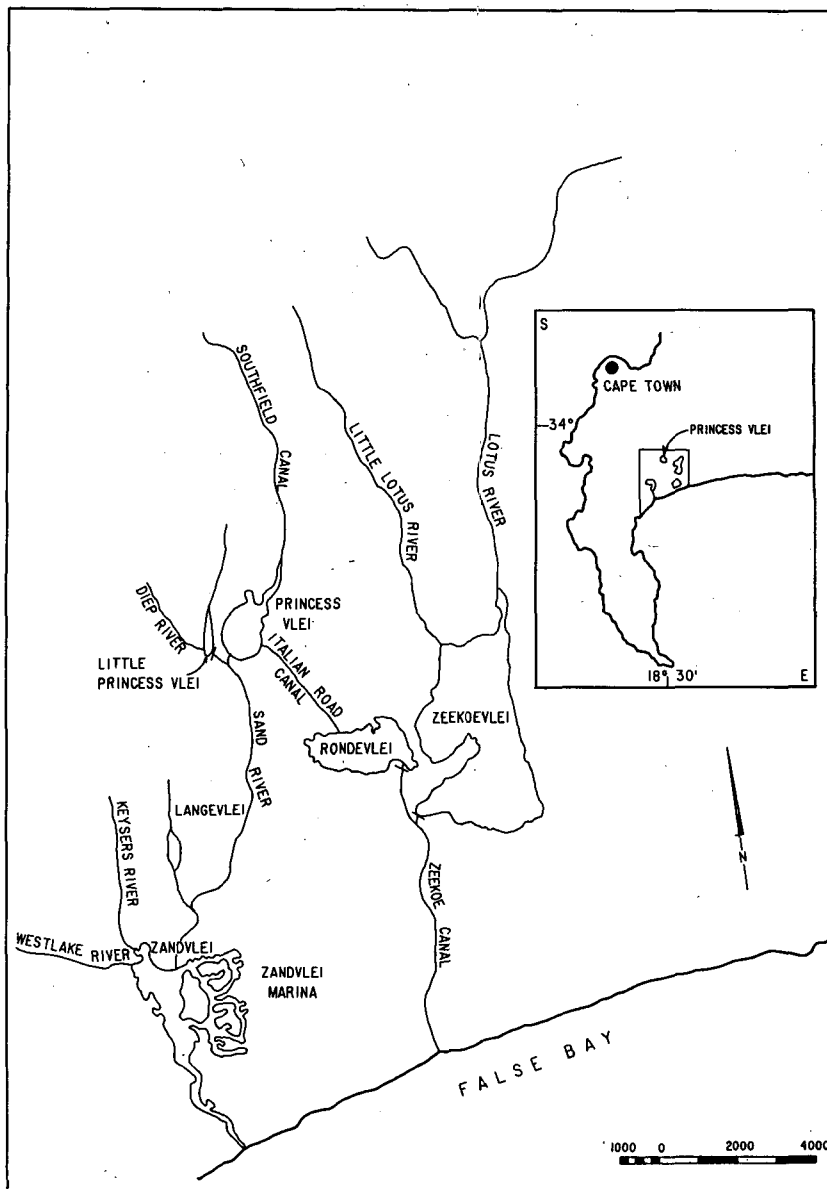 SOUTHFIELD CANAL
LITTLE LOTUS RIVER
LOTUS RIVER
S
CAPE TOWN
34°
PRINCESS VLEI
18° 30'
E
DIEP RIVER
PRINCESS
VLEI
LITTLE
PRINCESS VLEI
ITALIAN ROAD
CANAL
SAND RIVER
ZEEKOEVLEI
RONDEVLEI
KEYSERS RIVER
LANGEVLEI
ZEEKOE CANAL
N
WESTLAKE RIVER
ZANDVLEI
ZANDVLEI
MARINA
FALSE BAY
1000 0 2000 4000